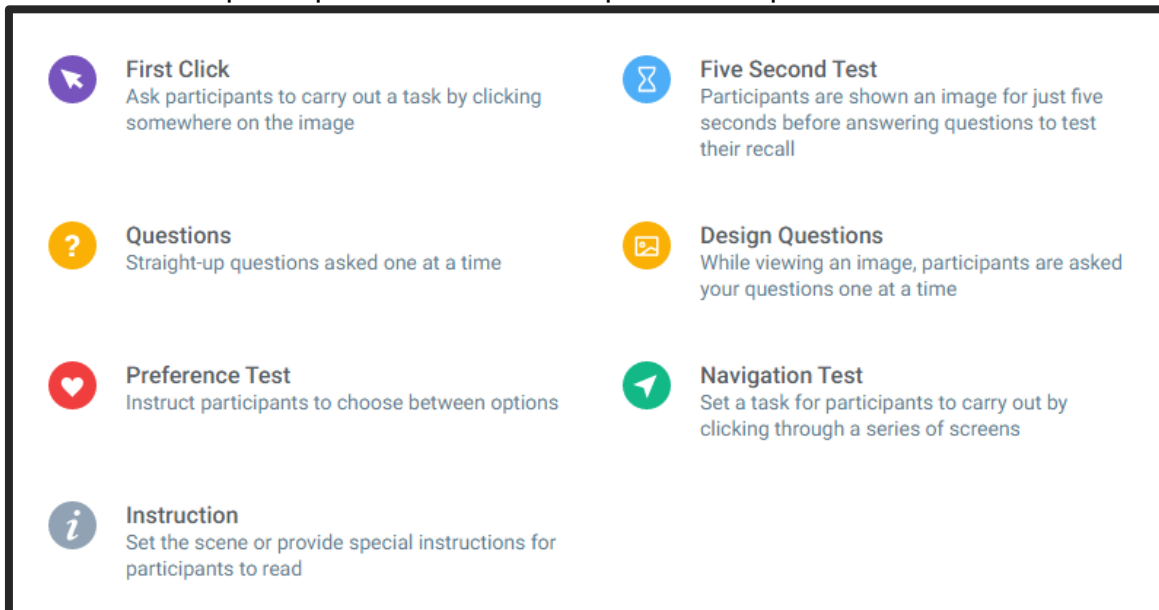 First Click
Ask participants to carry out a task by clicking
somewhere on the image
Five Second Test
Participants are shown an image for just five
seconds before answering questions to test
their recall
?
Questions
Straight-up questions asked one at a time
Design Questions
While viewing an image, participants are asked
your questions one at a time
Preference Test
Instruct participants to choose between options
Navigation Test
Set a task for participants to carry out by
clicking through a series of screens
i
Instruction
Set the scene or provide special instructions for
participants to read